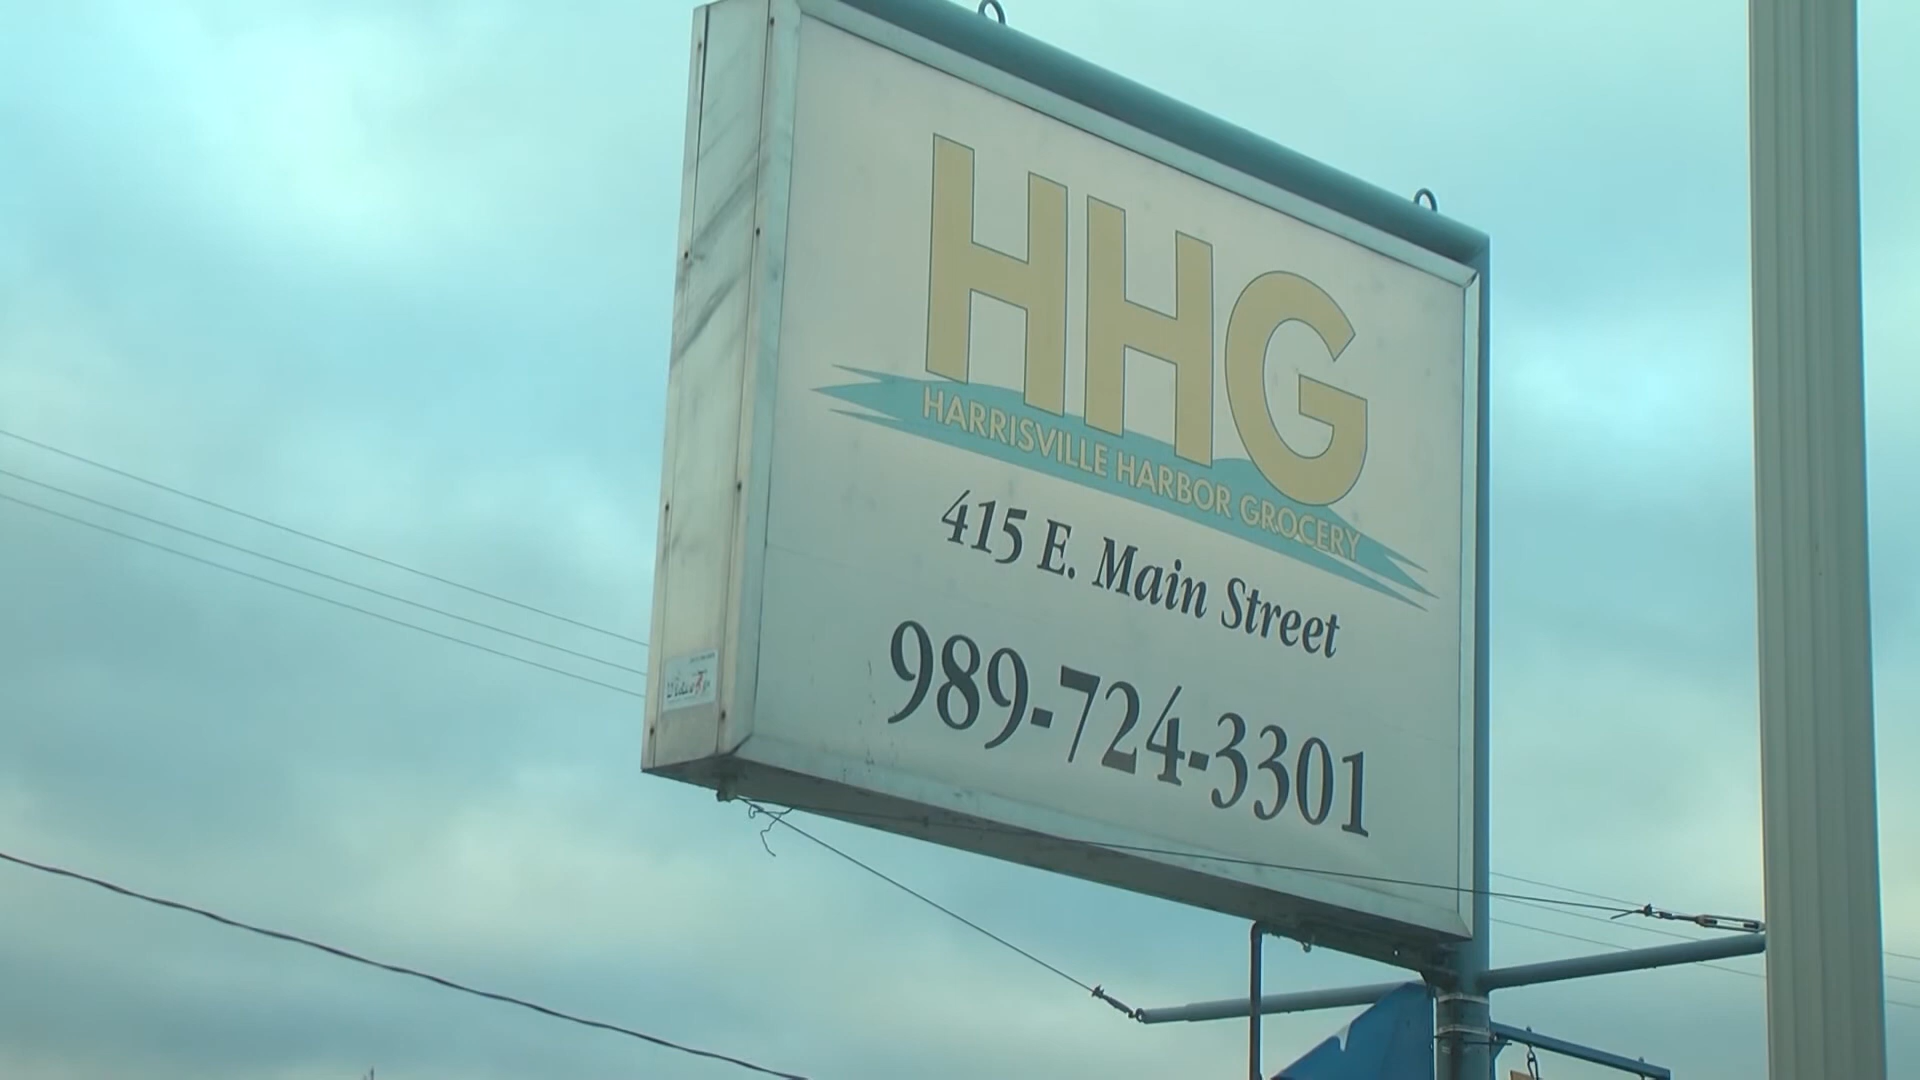 HHG
HARRISVILLE HARBOR GROCERY
415 E. Main Street
989-724-3301